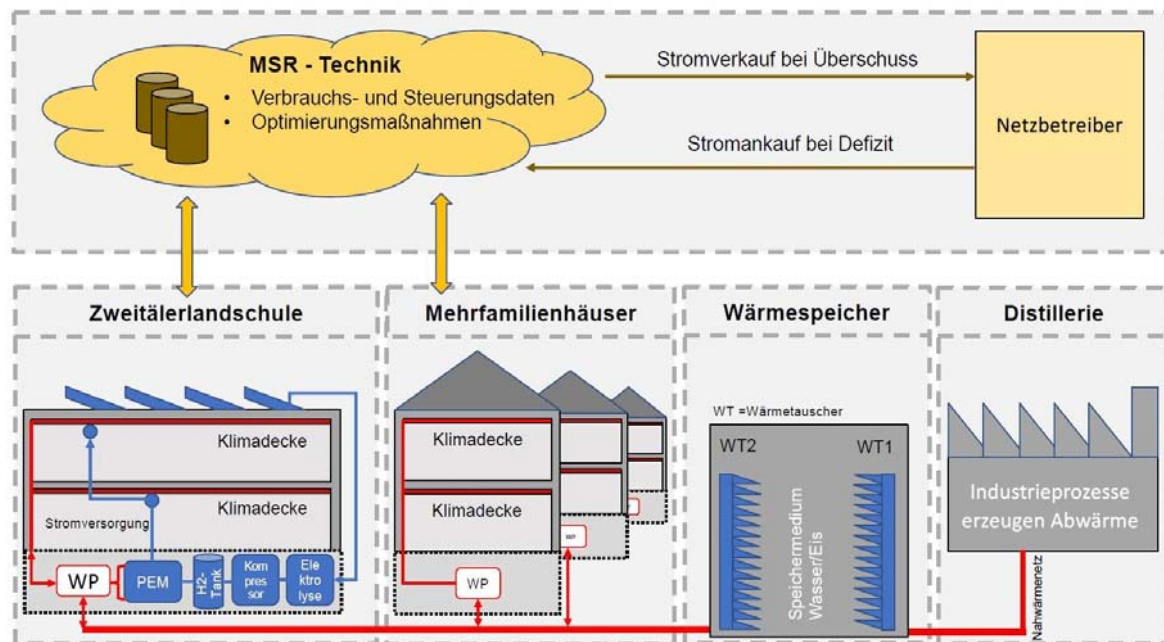 MSR - Technik
• Verbrauchs- und Steuerungsdaten
• Optimierungsmaßnahmen
Stromverkauf bei Überschuss
Stromankauf bei Defizit
Netzbetreiber
Zweitälerlandschule
Klimadecke
Klimadecke
Stromversorgung
WP
PEM
H2-
Tank
Kom
pres
sor
Ele
ktro
lyse
Mehrfamilienhäuser
Klimadecke
Klimadecke
WP
Wärmespeicher
WT =Wärmetauscher
WT2
WT1
Speichermedium
Wasser/Eis
Distillerie
Industrieprozesse
erzeugen Abwärme
Nahwärmenetz